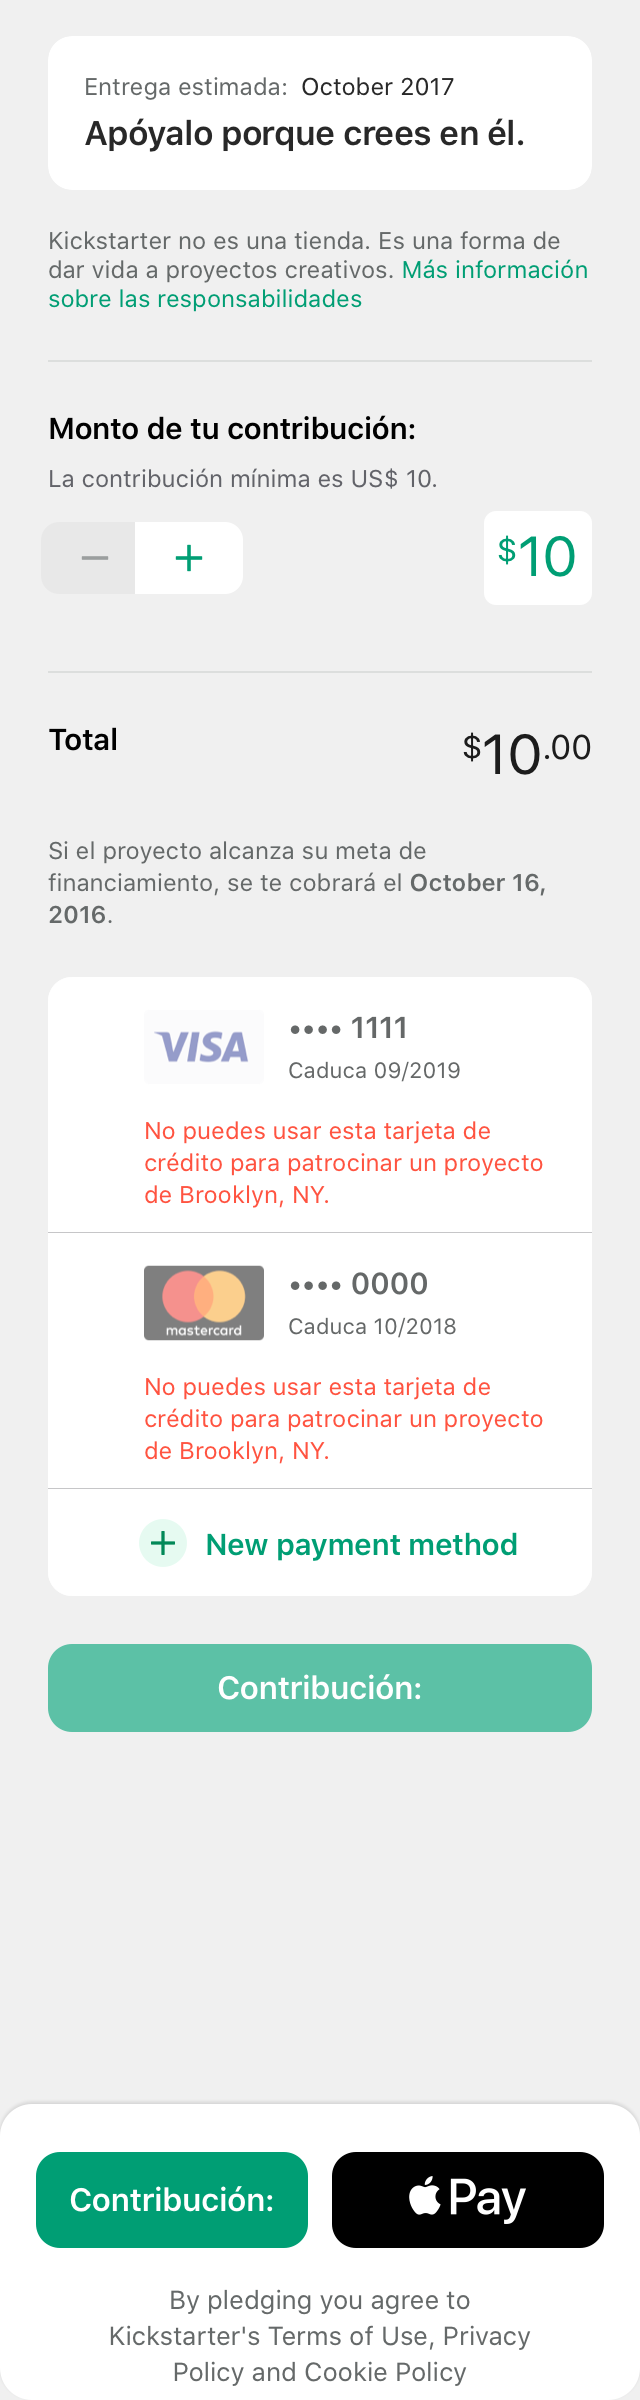 Entrega estimada: October 2017
Apóyalo porque crees en él.
Kickstarter no es una tienda. Es una forma de
dar vida a proyectos creativos. Más información
sobre las responsabilidades
Monto de tu contribución:
La contribución mínima es US$ 10.
− + $10
Total $10.00
Si el proyecto alcanza su meta de
financiamiento, se te cobrará el October 16,
2016.
VISA •••• 1111
Caduca 09/2019
No puedes usar esta tarjeta de
crédito para patrocinar un proyecto
de Brooklyn, NY.
•••• 0000
mastercard Caduca 10/2018
No puedes usar esta tarjeta de
crédito para patrocinar un proyecto
de Brooklyn, NY.
+ New payment method
Contribución:
Contribución: Pay
By pledging you agree to
Kickstarter's Terms of Use, Privacy
Policy and Cookie Policy